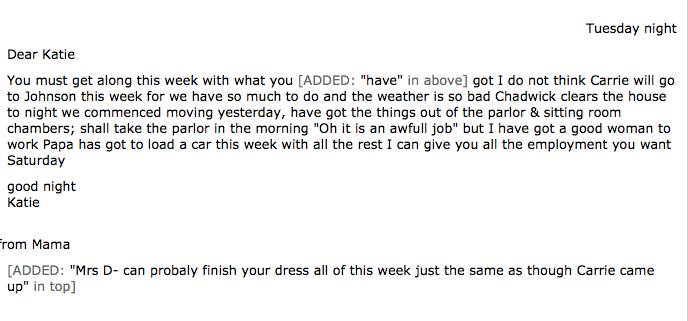 Tuesday night
Dear Katie
You must get along this week with what you [ADDED: "have" in above] got I do not think Carrie will go
to Johnson this week for we have so much to do and the weather is so bad Chadwick clears the house
to night we commenced moving yesterday, have got the things out of the parlor & sitting room
chambers; shall take the parlor in the morning "Oh it is an awfull job" but I have got a good woman to
work Papa has got to load a car this week with all the rest I can give you all the employment you want
Saturday
good night
Katie
from Mama
[ADDED: "Mrs D- can probaly finish your dress all of this week just the same as though Carrie came
up" in top]